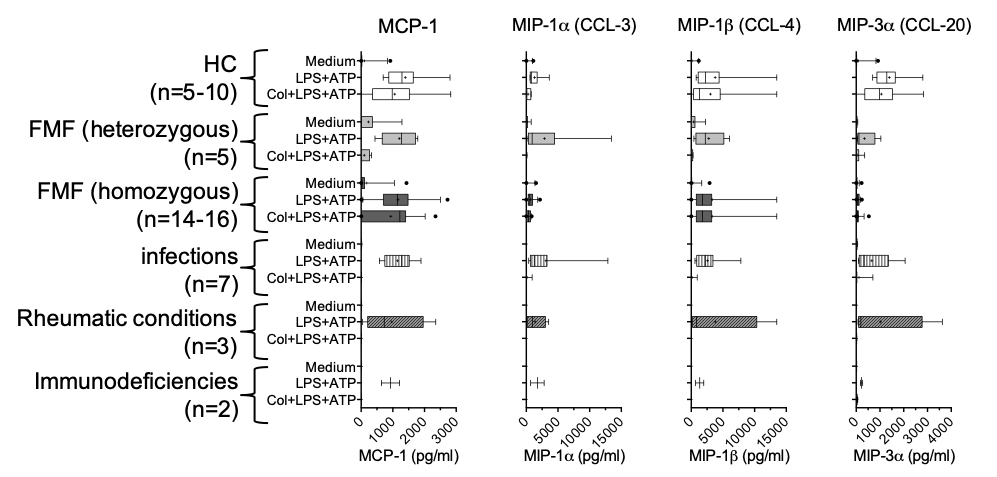 MCP-1 MIP-1α (CCL-3) MIP-1β (CCL-4) MIP-3α (CCL-20)
HC
(n=5-10)
Medium
LPS+ATP
Col+LPS+ATP
FMF (heterozygous)
(n=5)
Medium
LPS+ATP
Col+LPS+ATP
FMF (homozygous)
(n=14-16)
Medium
LPS+ATP
Col+LPS+ATP
infections
(n=7)
Medium
LPS+ATP
Col+LPS+ATP
Rheumatic conditions
(n=3)
Medium
LPS+ATP
Col+LPS+ATP
Immunodeficiencies
(n=2)
Medium
LPS+ATP
Col+LPS+ATP
0 1000 2000 3000
MCP-1 (pg/ml)
0 5000 10000 15000
MIP-1α (pg/ml)
0 5000 10000 15000
MIP-1β (pg/ml)
0 1000 2000 3000 4000
MIP-3α (pg/ml)